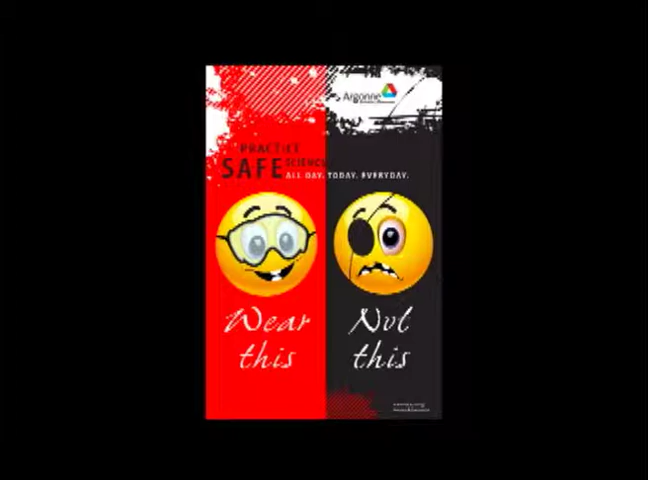 Argonne
PRACTICE
SAFE SCIENCE
ALL DAY. TODAY. EVERYDAY.
Wear
this
Not
this